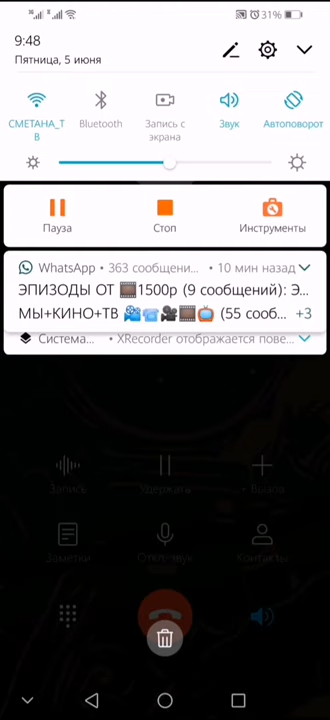 31%
9:48
Пятница, 5 июня
СМЕТАНА_Т
В
Bluetooth
Запись с
экрана
Звук
Автоповорот
Пауза
Стоп
Инструменты
WhatsApp • 363 сообщени... • 10 мин назад
ЭПИЗОДЫ ОТ 🎞️1500р (9 сообщений): Э...
МЫ+КИНО+ТВ 🎦☎️🎥🎞️📺 (55 сооб... +3
Система... • XRecorder отображается пове...
Запись
Удержать
Вызов
Заметки
Откл. звук
Контакты